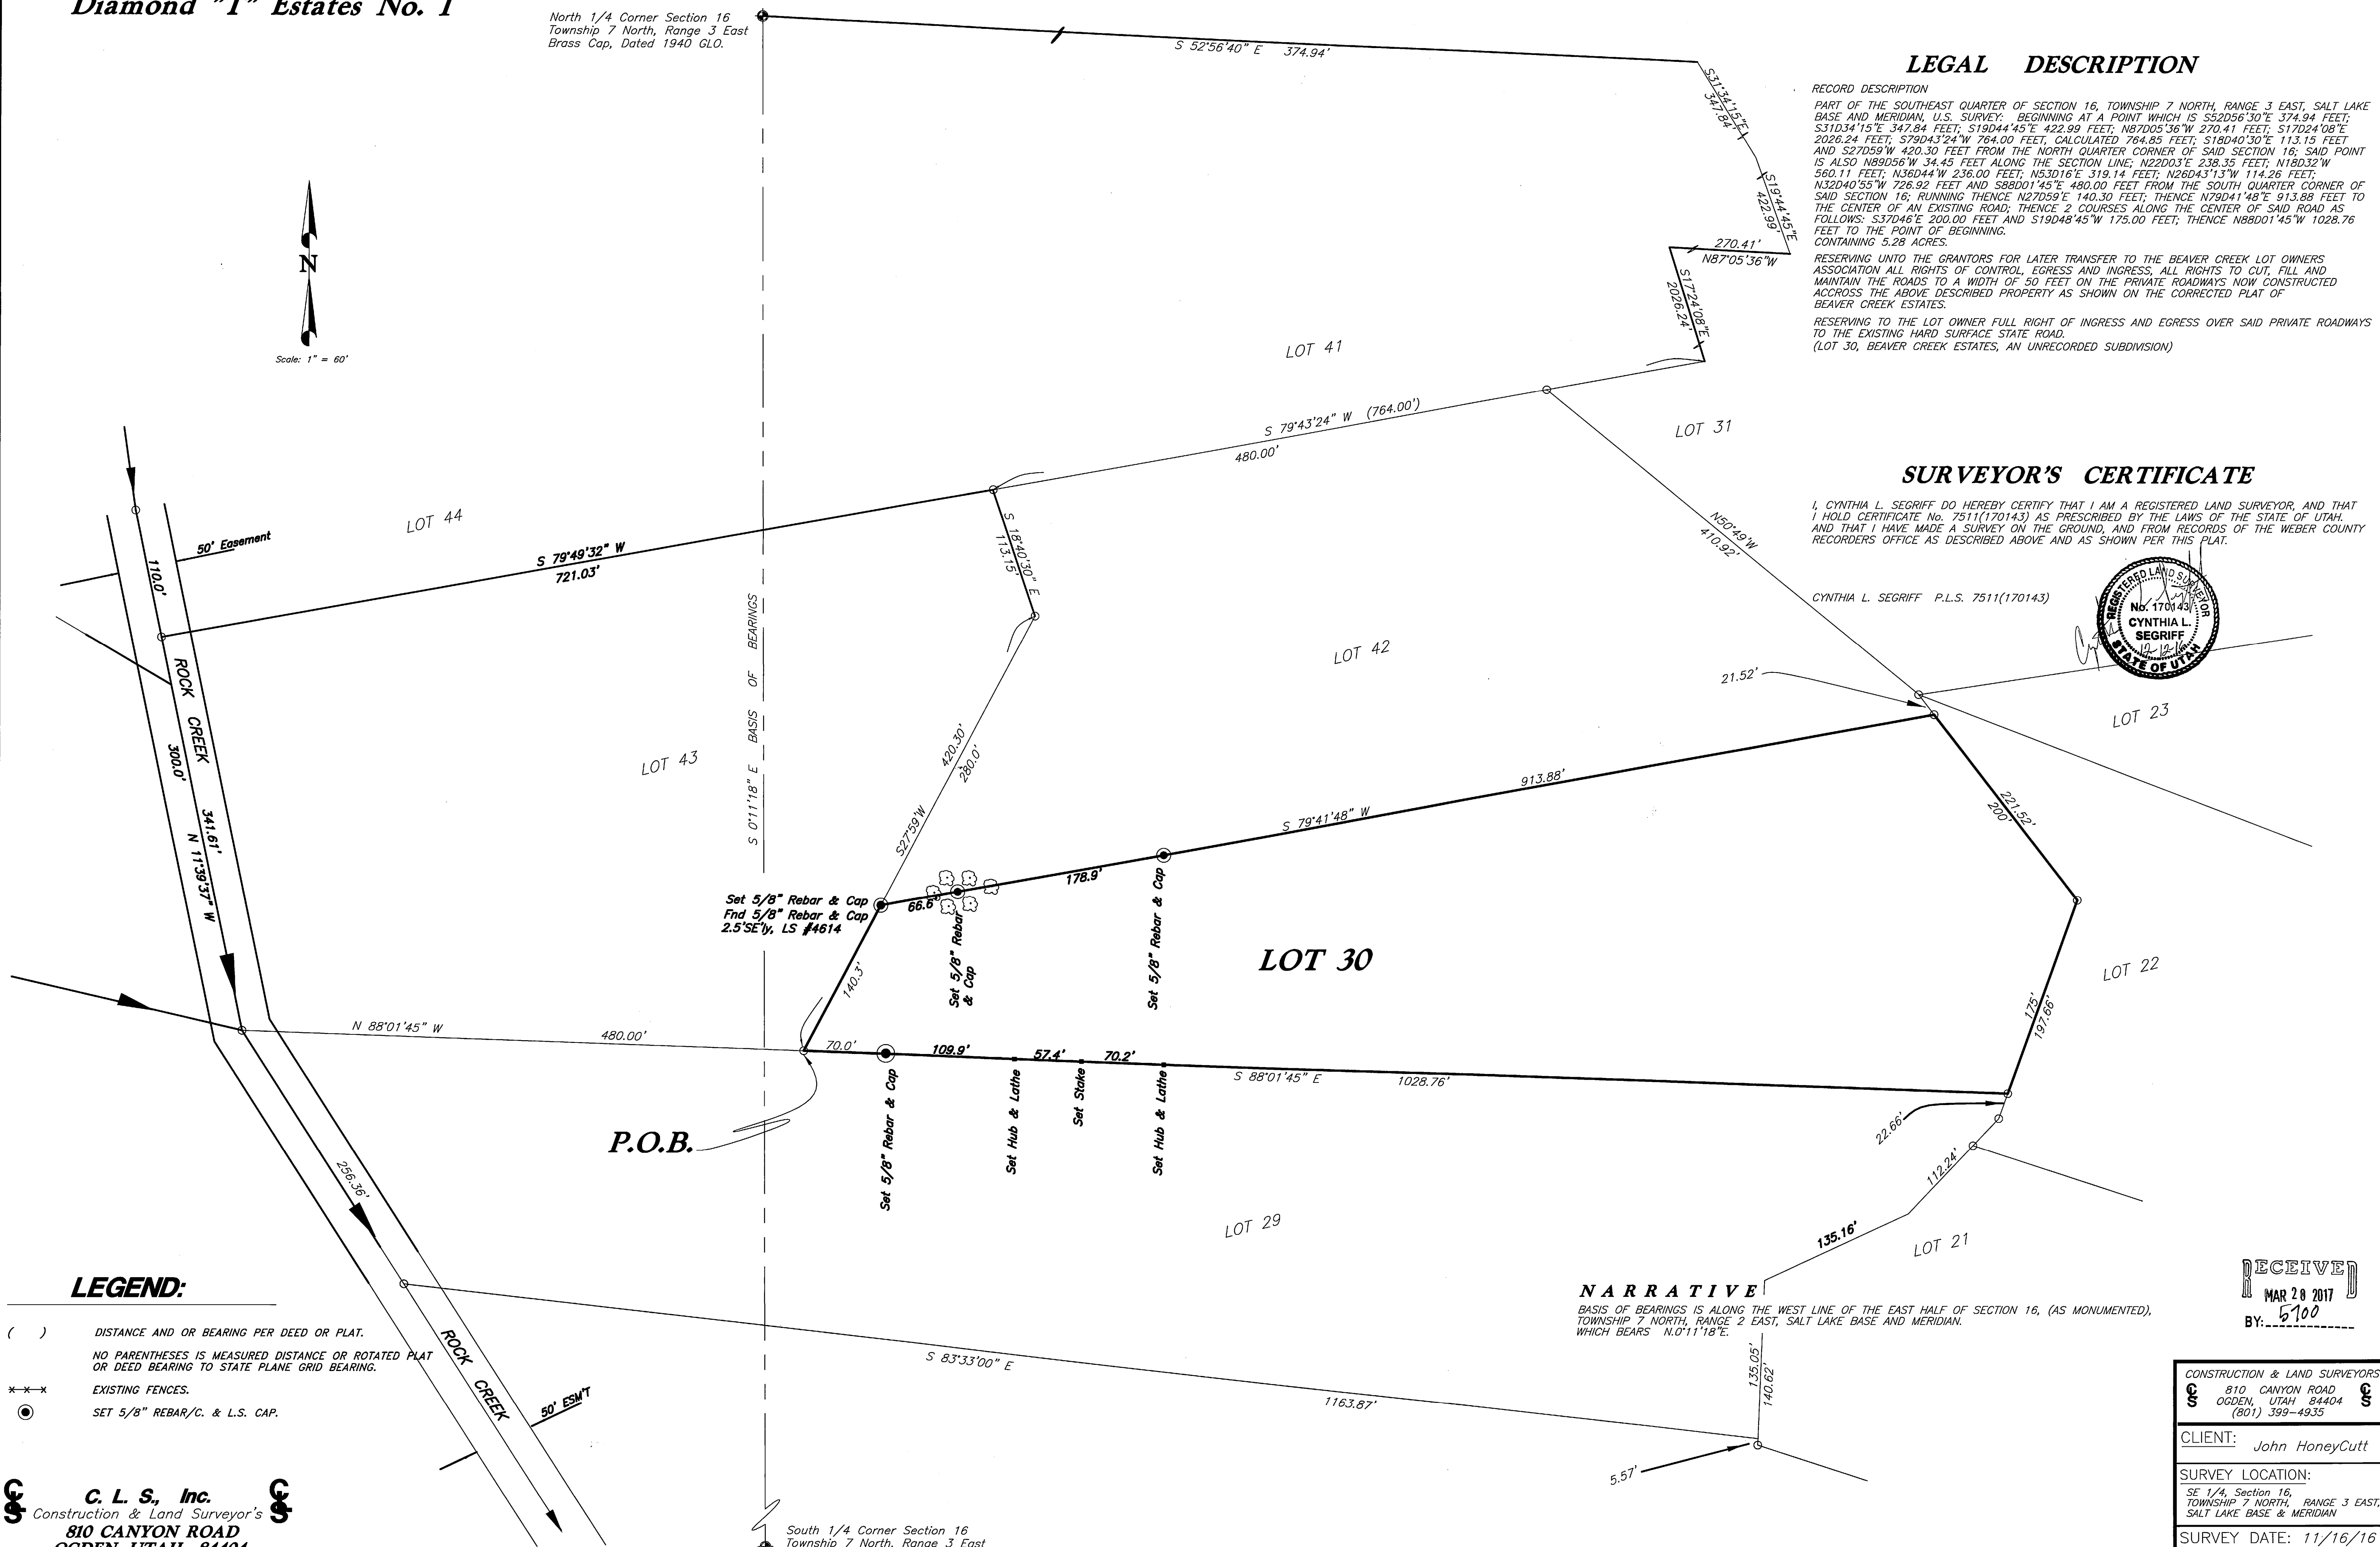 Diamond "T" Estates No. 1
North 1/4 Corner Section 16
Township 7 North, Range 3 East
Brass Cap, Dated 1940 GLO.
S 52°56'40" E 374.94'
S31°34'15"E
347.84'
S19°44'45"E
422.99'
270.41'
N87°05'36"W
S17°24'08"E
2026.24'
N
Scale: 1" = 60'
LEGAL DESCRIPTION
RECORD DESCRIPTION
PART OF THE SOUTHEAST QUARTER OF SECTION 16, TOWNSHIP 7 NORTH, RANGE 3 EAST, SALT LAKE
BASE AND MERIDIAN, U.S. SURVEY: BEGINNING AT A POINT WHICH IS S52D56'30"E 374.94 FEET;
S31D34'15"E 347.84 FEET; S19D44'45"E 422.99 FEET; N87D05'36"W 270.41 FEET; S17D24'08"E
2026.24 FEET; S79D43'24"W 764.00 FEET, CALCULATED 764.85 FEET; S18D40'30"E 113.15 FEET
AND S27D59'W 420.30 FEET FROM THE NORTH QUARTER CORNER OF SAID SECTION 16; SAID POINT
IS ALSO N89D56'W 34.45 FEET ALONG THE SECTION LINE; N22D03'E 238.35 FEET; N18D32'W
560.11 FEET; N36D44'W 236.00 FEET; N53D16'E 319.14 FEET; N26D43'13"W 114.26 FEET;
N32D40'55"W 726.92 FEET AND S88D01'45"E 480.00 FEET FROM THE SOUTH QUARTER CORNER OF
SAID SECTION 16; RUNNING THENCE N27D59'E 140.30 FEET; THENCE N79D41'48"E 913.88 FEET TO
THE CENTER OF AN EXISTING ROAD; THENCE 2 COURSES ALONG THE CENTER OF SAID ROAD AS
FOLLOWS: S37D46'E 200.00 FEET AND S19D48'45"W 175.00 FEET; THENCE N88D01'45"W 1028.76
FEET TO THE POINT OF BEGINNING.
CONTAINING 5.28 ACRES.
RESERVING UNTO THE GRANTORS FOR LATER TRANSFER TO THE BEAVER CREEK LOT OWNERS
ASSOCIATION ALL RIGHTS OF CONTROL, EGRESS AND INGRESS, ALL RIGHTS TO CUT, FILL AND
MAINTAIN THE ROADS TO A WIDTH OF 50 FEET ON THE PRIVATE ROADWAYS NOW CONSTRUCTED
ACCROSS THE ABOVE DESCRIBED PROPERTY AS SHOWN ON THE CORRECTED PLAT OF
BEAVER CREEK ESTATES.
RESERVING TO THE LOT OWNER FULL RIGHT OF INGRESS AND EGRESS OVER SAID PRIVATE ROADWAYS
TO THE EXISTING HARD SURFACE STATE ROAD.
(LOT 30, BEAVER CREEK ESTATES, AN UNRECORDED SUBDIVISION)
LOT 41
S 79°43'24" W (764.00')
480.00'
LOT 31
SURVEYOR'S CERTIFICATE
I, CYNTHIA L. SEGRIFF DO HEREBY CERTIFY THAT I AM A REGISTERED LAND SURVEYOR, AND THAT
I HOLD CERTIFICATE No. 7511(170143) AS PRESCRIBED BY THE LAWS OF THE STATE OF UTAH.
AND THAT I HAVE MADE A SURVEY ON THE GROUND, AND FROM RECORDS OF THE WEBER COUNTY
RECORDERS OFFICE AS DESCRIBED ABOVE AND AS SHOWN PER THIS PLAT.
CYNTHIA L. SEGRIFF P.L.S. 7511(170143)
REGISTERED LAND SURVEYOR
No. 170143
CYNTHIA L.
SEGRIFF
12-12-16
STATE OF UTAH
LOT 44
50' Easement
110.0'
S 79°49'32" W
721.03'
S 18°40'30" E
113.15'
N50°49'W
410.92'
S 0°11'18" E BASIS OF BEARINGS
LOT 42
21.52'
LOT 23
ROCK CREEK
300.0'
341.61'
N 11°39'37" W
LOT 43
420.30'
280.0'
S27°59'W
913.88'
S 79°41'48" W
221.52'
200'
178.9'
66.6'
Set 5/8" Rebar & Cap
Fnd 5/8" Rebar & Cap
2.5'SE'ly, LS #4614
Set 5/8" Rebar
& Cap
Set 5/8" Rebar & Cap
LOT 30
LOT 22
140.3'
175'
197.66'
N 88°01'45" W
480.00'
70.0'
109.9'
57.4'
70.2'
S 88°01'45" E
1028.76'
Set 5/8" Rebar & Cap
Set Hub & Lathe
Set Stake
Set Hub & Lathe
22.66'
P.O.B.
112.24'
256.36'
LOT 29
135.16'
LOT 21
NARRATIVE
BASIS OF BEARINGS IS ALONG THE WEST LINE OF THE EAST HALF OF SECTION 16, (AS MONUMENTED),
TOWNSHIP 7 NORTH, RANGE 2 EAST, SALT LAKE BASE AND MERIDIAN.
WHICH BEARS N.0°11'18"E.
135.05'
140.62'
S 83°33'00" E
1163.87'
5.57'
ROCK CREEK
50' ESM'T
LEGEND:
( ) DISTANCE AND OR BEARING PER DEED OR PLAT.
NO PARENTHESES IS MEASURED DISTANCE OR ROTATED PLAT
OR DEED BEARING TO STATE PLANE GRID BEARING.
x-x-x EXISTING FENCES.
SET 5/8" REBAR/C. & L.S. CAP.
CLS
C. L. S., Inc.
Construction & Land Surveyor's
810 CANYON ROAD
OGDEN, UTAH 84404
South 1/4 Corner Section 16
Township 7 North, Range 3 East
RECEIVED
MAR 28 2017
BY: 5700
CONSTRUCTION & LAND SURVEYORS
810 CANYON ROAD
OGDEN, UTAH 84404
(801) 399-4935
CLIENT: John HoneyCutt
SURVEY LOCATION:
SE 1/4, Section 16,
TOWNSHIP 7 NORTH, RANGE 3 EAST,
SALT LAKE BASE & MERIDIAN
SURVEY DATE: 11/16/16